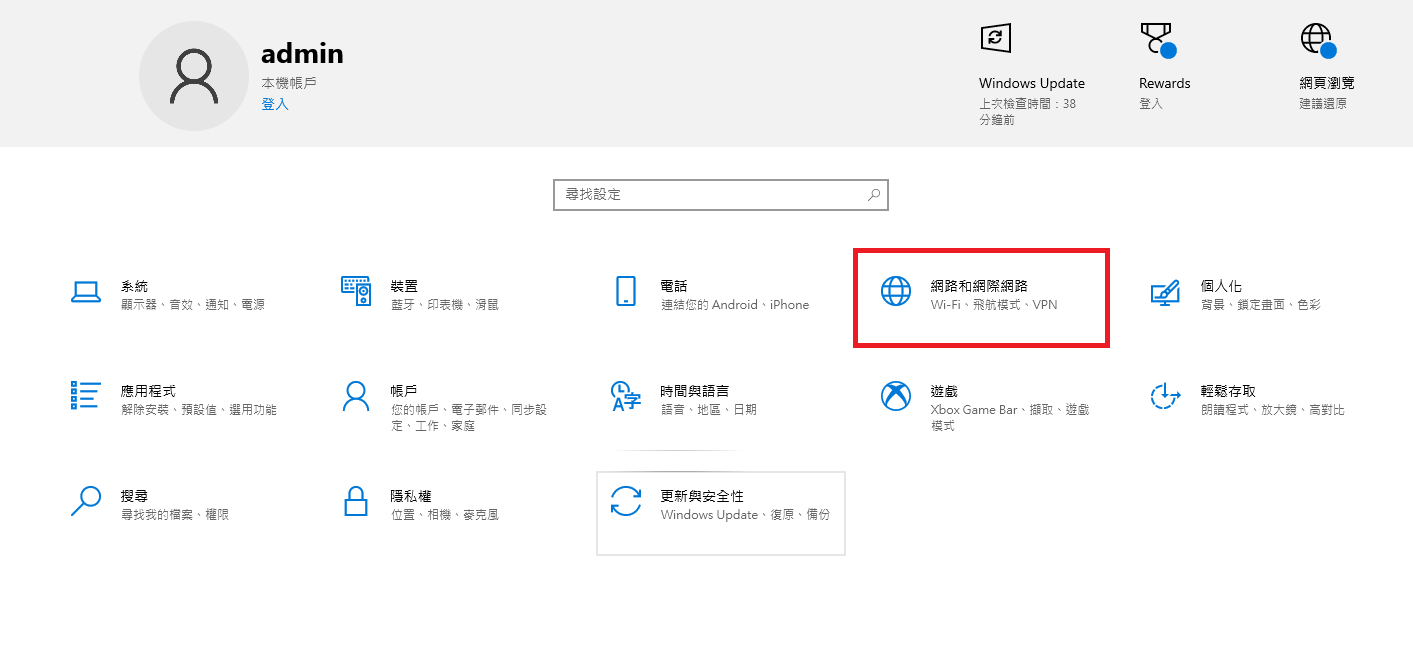 admin
本機帳戶
登入
Windows Update
上次檢查時間：38
分鐘前
Rewards
登入
網頁瀏覽
建議還原
尋找設定
系統
顯示器、音效、通知、電源
裝置
藍牙、印表機、滑鼠
電話
連結您的 Android、iPhone
網路和網際網路
Wi-Fi、飛航模式、VPN
個人化
背景、鎖定畫面、色彩
應用程式
解除安裝、預設值、選用功能
帳戶
您的帳戶、電子郵件、同步設
定、工作、家庭
時間與語言
語音、地區、日期
遊戲
Xbox Game Bar、擷取、遊戲
模式
輕鬆存取
朗讀程式、放大鏡、高對比
搜尋
尋找我的檔案、權限
隱私權
位置、相機、麥克風
更新與安全性
Windows Update、復原、備份